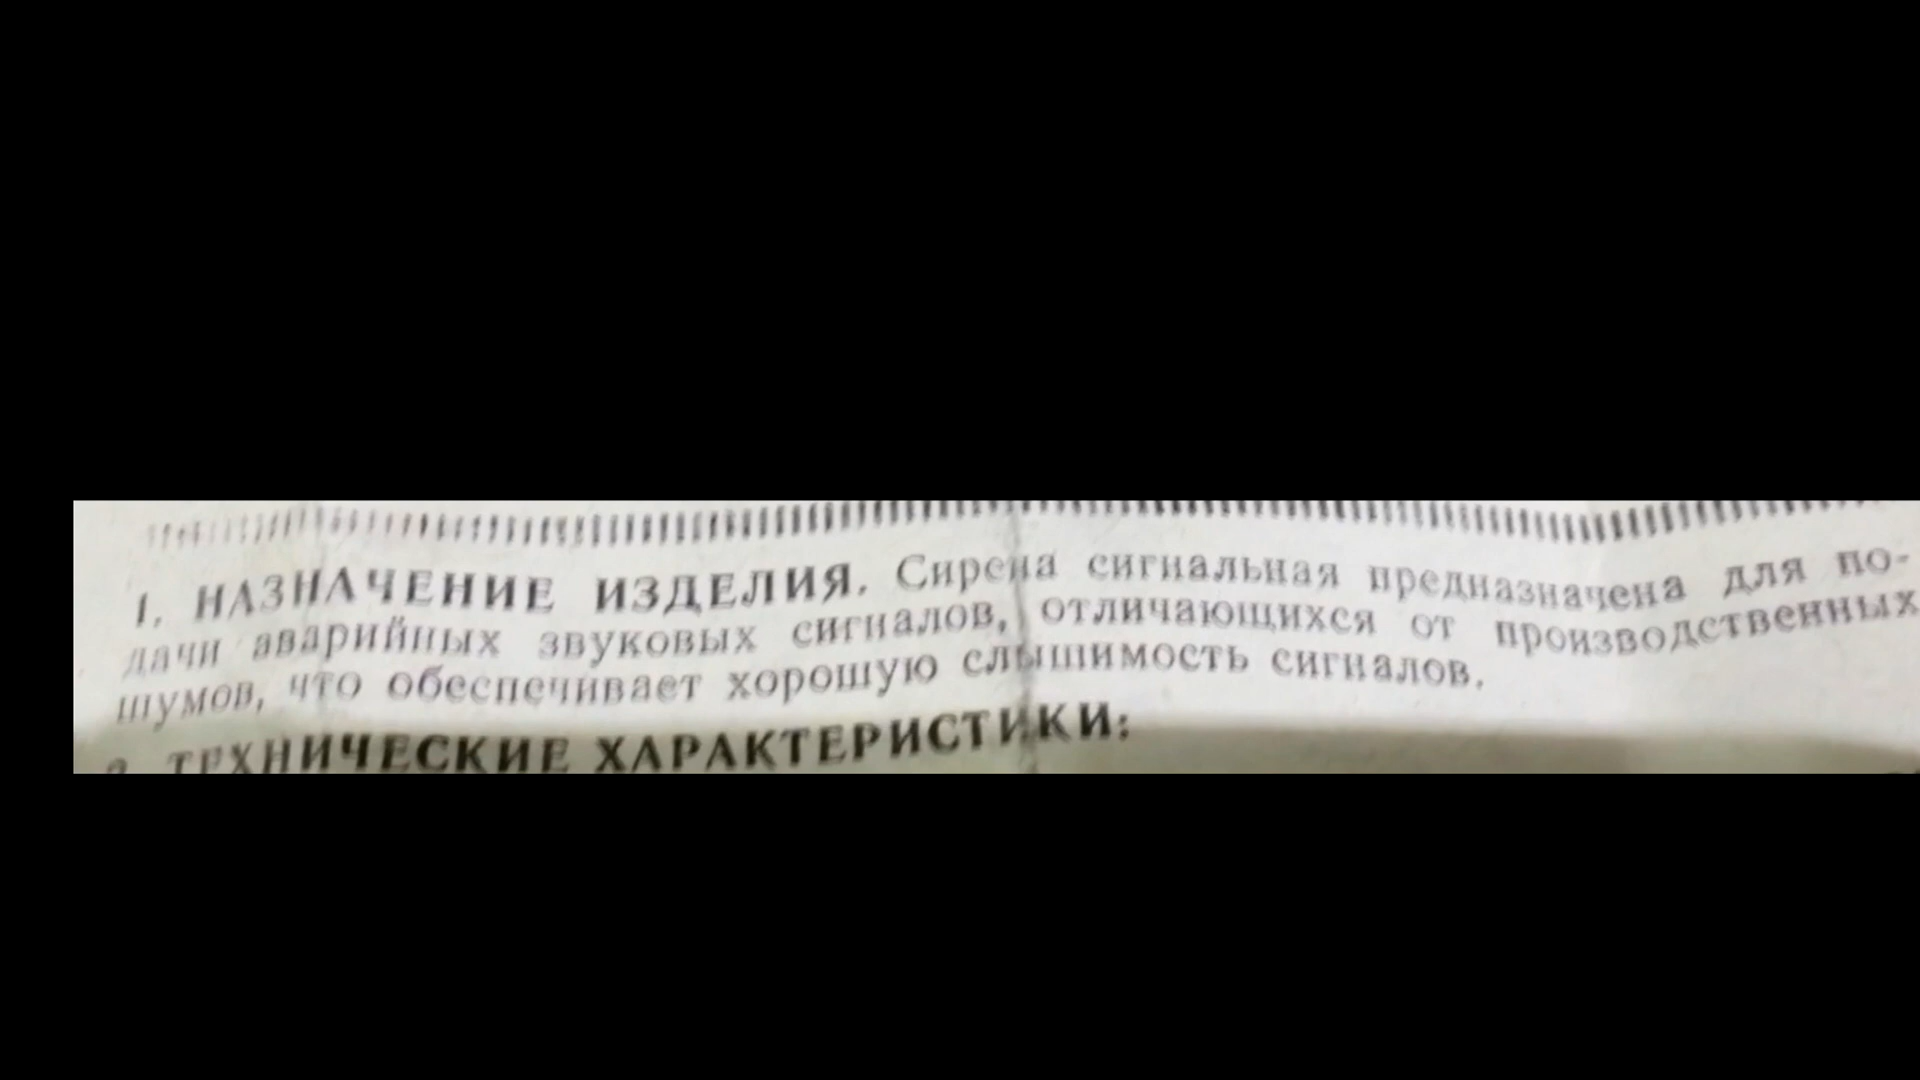 1. НАЗНАЧЕНИЕ ИЗДЕЛИЯ. Сирена сигнальная предназначена для по-
дачи аварийных звуковых сигналов, отличающихся от производственных
шумов, что обеспечивает хорошую слышимость сигналов.
2. ТЕХНИЧЕСКИЕ ХАРАКТЕРИСТИКИ: